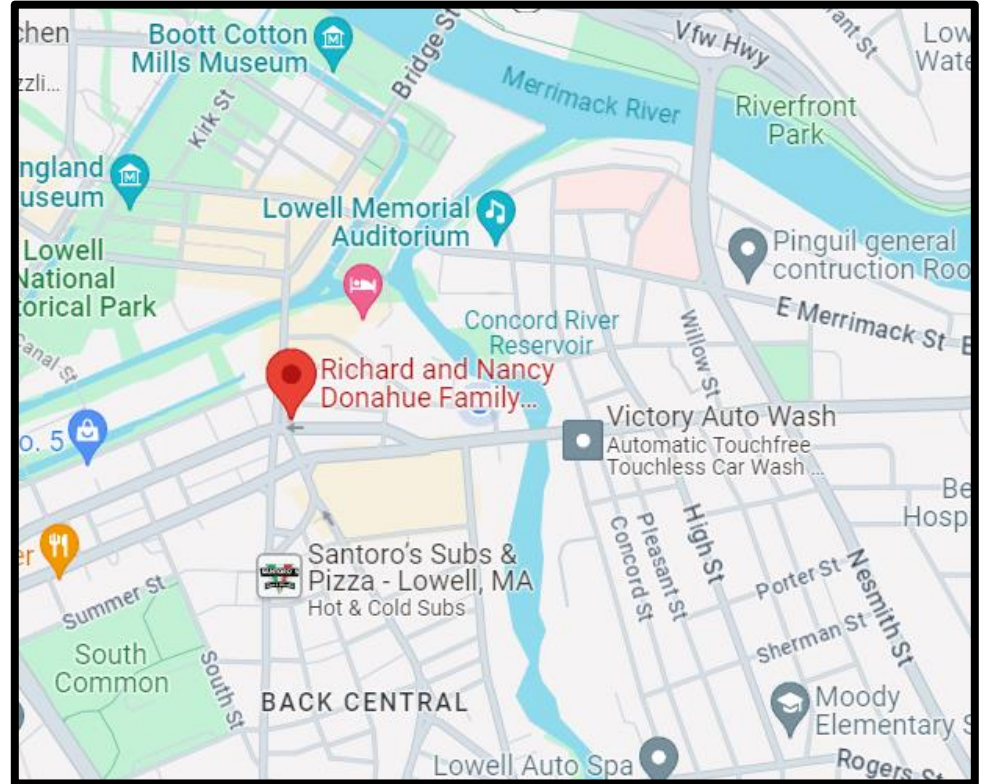 chen
zzli...
Boott Cotton
Mills Museum
Bridge St
Vfw Hwy
Low
Wate
Merrimack River
Riverfront
Park
Kirk St
ngland
useum
Lowell Memorial
Auditorium
Lowell
National
torical Park
Pinguil general
contruction Roo
E Merrimack St
E
Concord River
Reservoir
Willow St
Canal St
Richard and Nancy
Donahue Family...
o. 5
Victory Auto Wash
Automatic Touchfree
Touchless Car Wash ...
Be
Hosp
er
Santoro's Subs &
Pizza - Lowell, MA
Hot & Cold Subs
Concord St
Pleasant St
High St
Porter St
Nesmith St
Summer St
Sherman St
South
Common
South St
BACK CENTRAL
Moody
Elementary S
Lowell Auto Spa
Rogers St